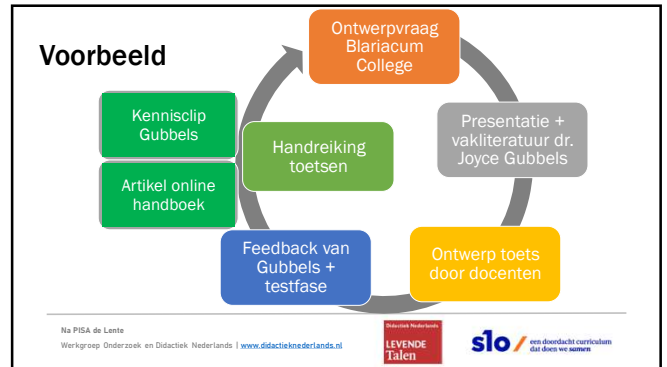 Voorbeeld
Ontwerpvraag
Blariacum
College
Presentatie +
vakliteratuur dr.
Joyce Gubbels
Ontwerp toets
door docenten
Feedback van
Gubbels +
testfase
Handreiking
toetsen
Kennisclip
Gubbels
Artikel online
handboek
Na PISA de Lente
Werkgroep Onderzoek en Didactiek Nederlands | www.didactieknederlands.nl
Didactiek Nederlands
LEVENDE
Talen
slo
een doordacht curriculum
dat doen we samen